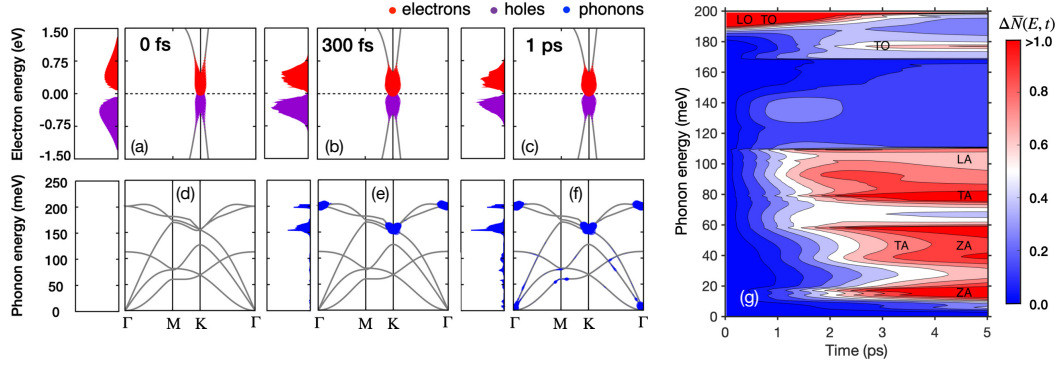 electrons holes phonons
1.50
0.75
0.00
-0.75
-1.50
Electron energy (eV)
0 fs
(a)
300 fs
(b)
1 ps
(c)
250
200
150
100
50
0
Phonon energy (meV)
(d)
(e)
(f)
Γ M K Γ
Γ M K Γ
Γ M K Γ
200
180
160
140
120
100
80
60
40
20
0
Phonon energy (meV)
LO TO
TO
LA
TA
TA ZA
ZA
(g)
0 1 2 3 4 5
Time (ps)
ΔN̅(E, t)
>1.0
0.8
0.6
0.4
0.2
0.0